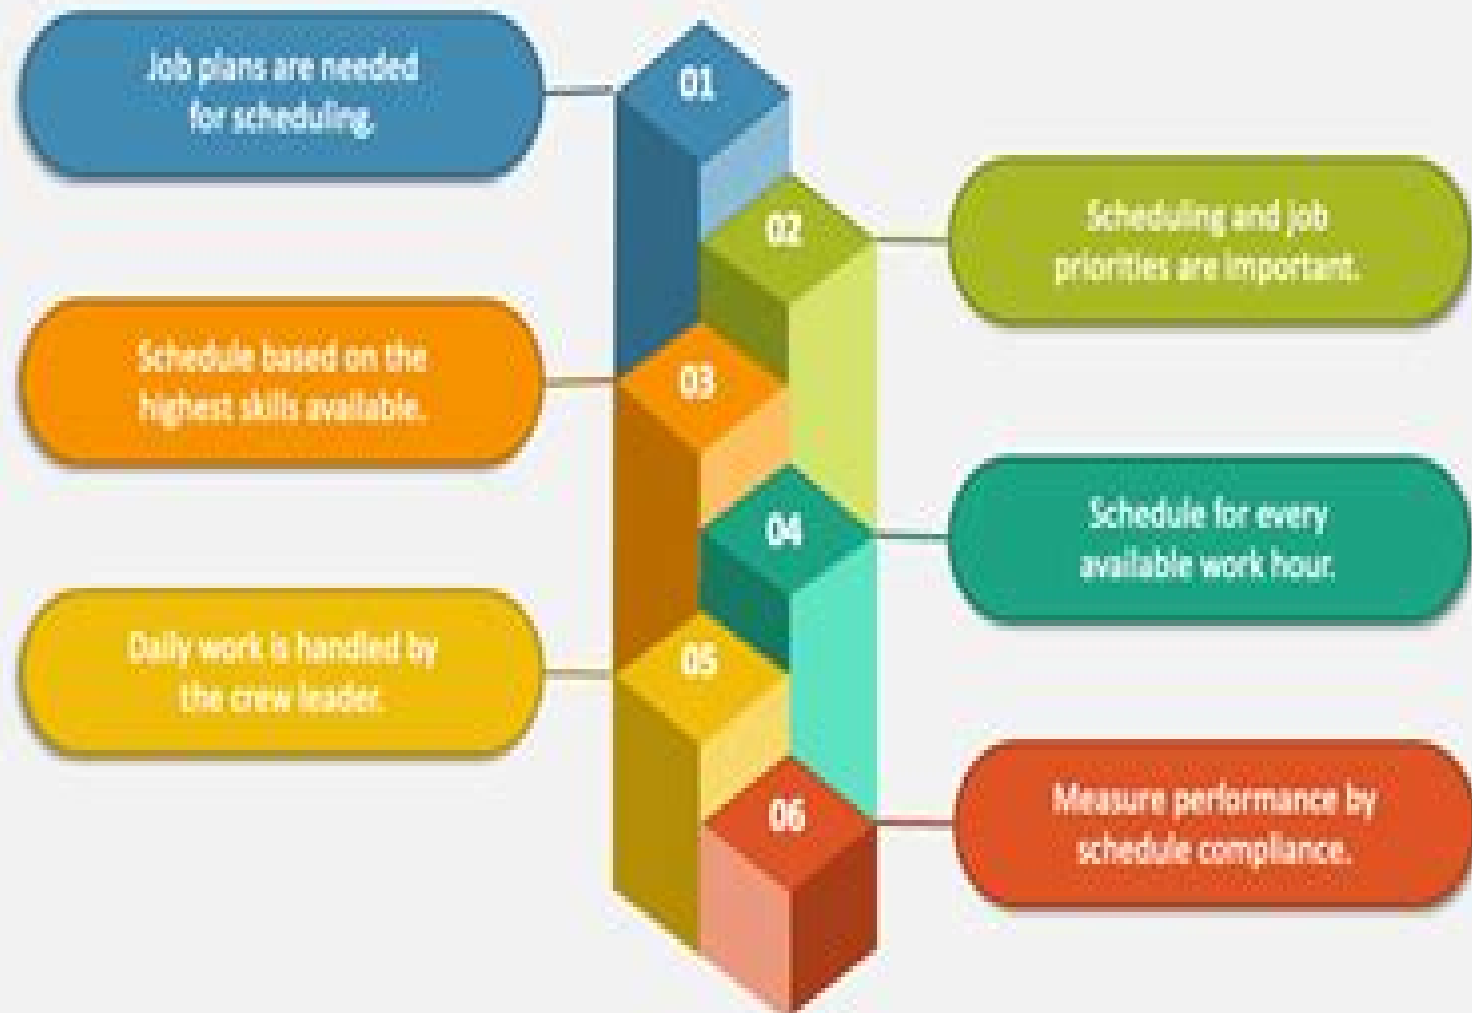 01
Job plans are needed
for scheduling.
02
Scheduling and job
priorities are important.
03
Schedule based on the
highest skills available.
04
Schedule for every
available work hour.
05
Daily work is handled by
the crew leader.
06
Measure performance by
schedule compliance.